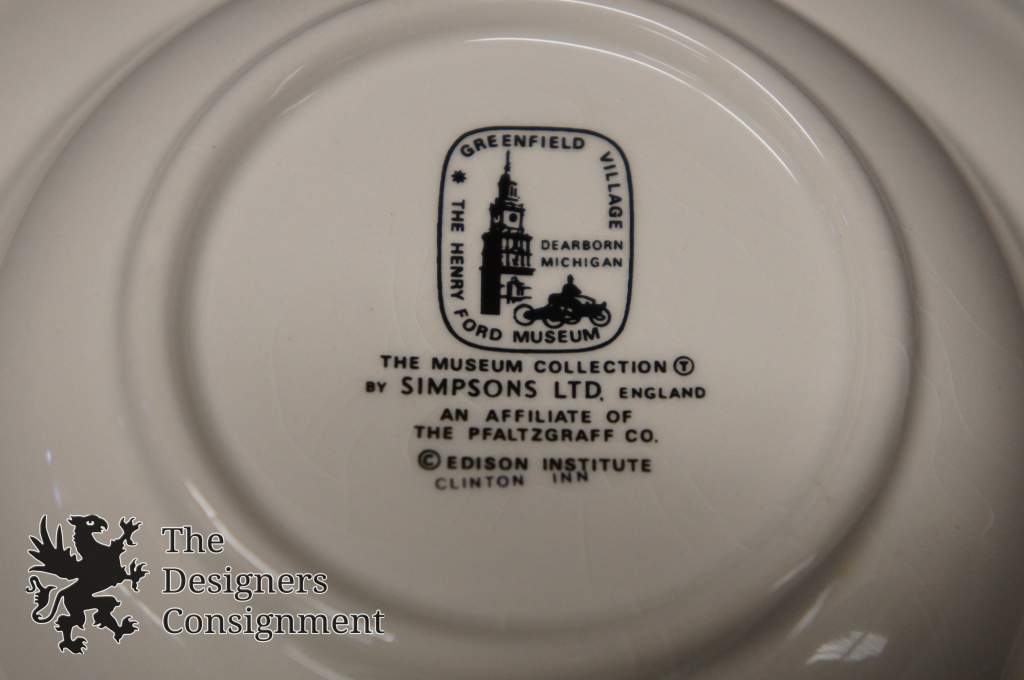 GREENFIELD VILLAGE
* THE HENRY FORD MUSEUM
DEARBORN
MICHIGAN
THE MUSEUM COLLECTION Ⓣ
BY SIMPSONS LTD, ENGLAND
AN AFFILIATE OF
THE PFALTZGRAFF CO.
© EDISON INSTITUTE
CLINTON INN
The
Designers
Consignment